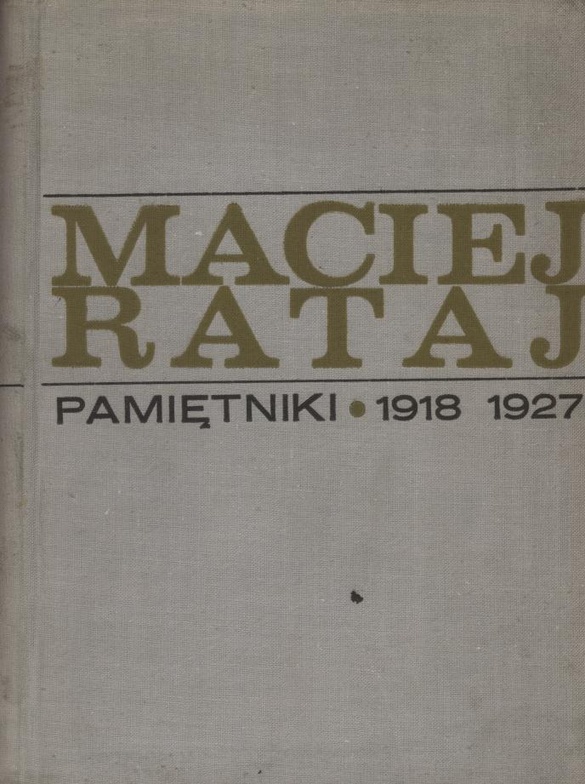 MACIEJ
RATAJ
PAMIĘTNIKI • 1918 1927